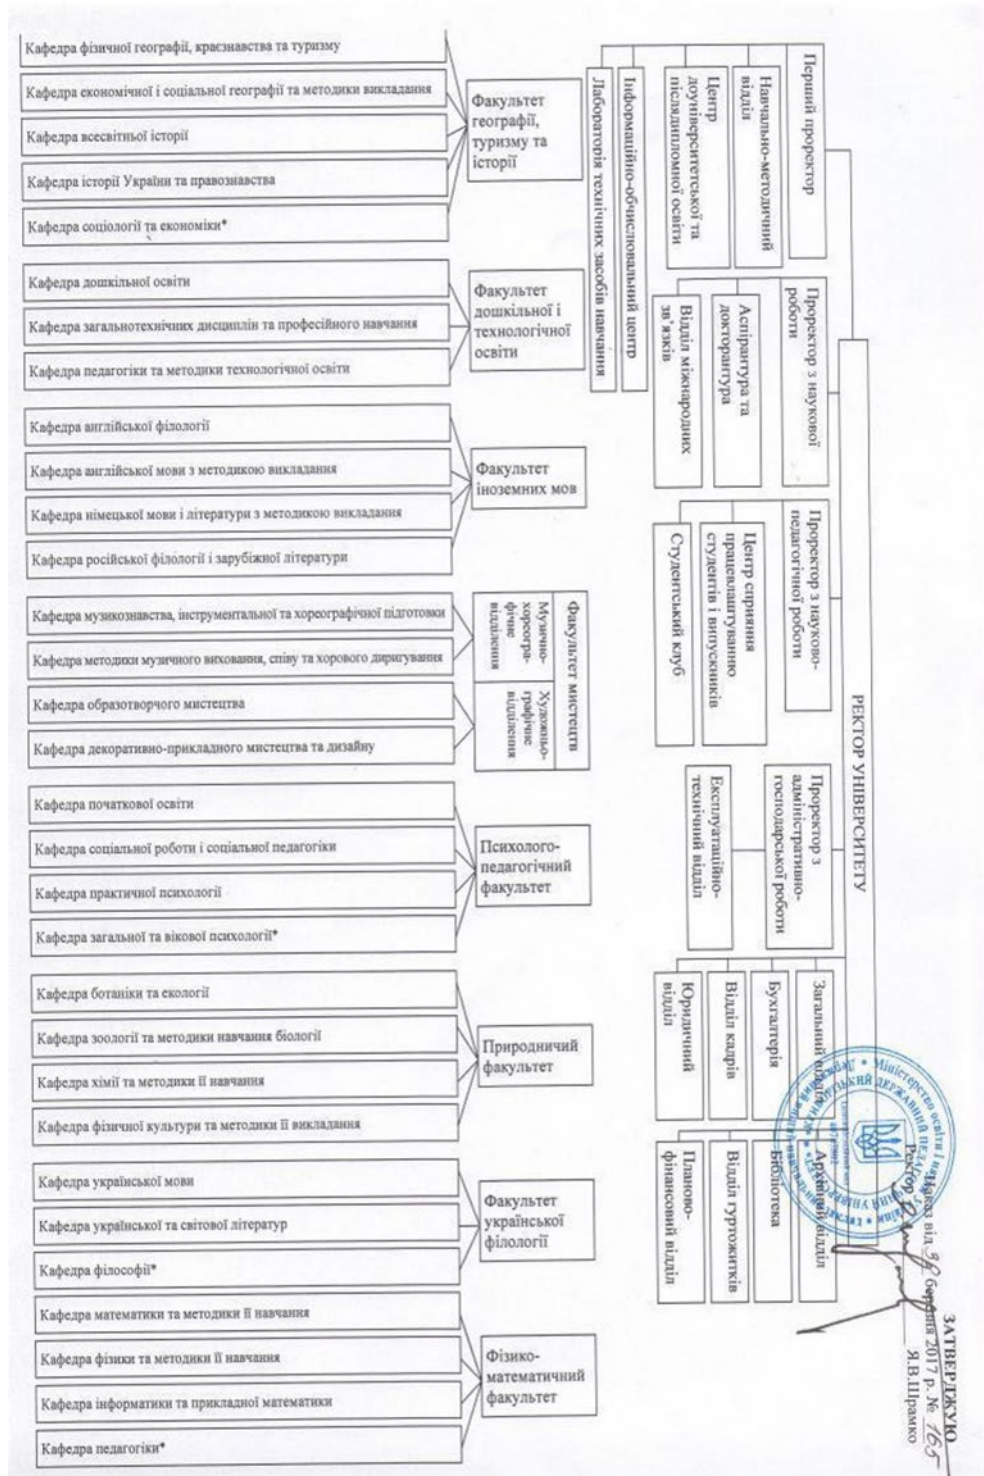 ЗАТВЕРДЖУЮ
Наказ від 30 березня 2017 р. № 165
Ректор Я.В.Шрамко
РЕКТОР УНІВЕРСИТЕТУ
Перший проректор
Навчально-методичний
відділ
Центр
доуніверситетської та
післядипломної освіти
Інформаційно-обчислювальний центр
Лабораторія технічних засобів навчання
Проректор з наукової
роботи
Аспірантура та
докторантура
Відділ міжнародних
зв'язків
Проректор з науково-
педагогічної роботи
Центр сприяння
працевлаштуванню
студентів і випускників
Студентський клуб
Проректор з
адміністративно-
господарської роботи
Експлуатаційно-
технічний відділ
Загальний відділ
Бухгалтерія
Відділ кадрів
Юридичний
відділ
Архівний відділ
Бібліотека
Відділ гуртожитків
Планово-
фінансовий відділ
Факультет
географії,
туризму та
історії
Кафедра фізичної географії, краєзнавства та туризму
Кафедра економічної і соціальної географії та методики викладання
Кафедра всесвітньої історії
Кафедра історії України та правознавства
Кафедра соціології та економіки*
Факультет
дошкільної і
технологічної
освіти
Кафедра дошкільної освіти
Кафедра загальнотехнічних дисциплін та професійного навчання
Кафедра педагогіки та методики технологічної освіти
Факультет
іноземних мов
Кафедра англійської філології
Кафедра англійської мови з методикою викладання
Кафедра німецької мови і літератури з методикою викладання
Кафедра російської філології і зарубіжної літератури
Факультет мистецтв
Музично-
хореогра-
фічне
відділення
Художньо-
графічне
відділення
Кафедра музикознавства, інструментальної та хореографічної підготовки
Кафедра методики музичного виховання, співу та хорового диригування
Кафедра образотворчого мистецтва
Кафедра декоративно-прикладного мистецтва та дизайну
Психолого-
педагогічний
факультет
Кафедра початкової освіти
Кафедра соціальної роботи і соціальної педагогіки
Кафедра практичної психології
Кафедра загальної та вікової психології*
Природничий
факультет
Кафедра ботаніки та екології
Кафедра зоології та методики навчання біології
Кафедра хімії та методики її навчання
Кафедра фізичної культури та методики її викладання
Факультет
української
філології
Кафедра української мови
Кафедра української та світової літератур
Кафедра філософії*
Фізико-
математичний
факультет
Кафедра математики та методики її навчання
Кафедра фізики та методики її навчання
Кафедра інформатики та прикладної математики
Кафедра педагогіки*